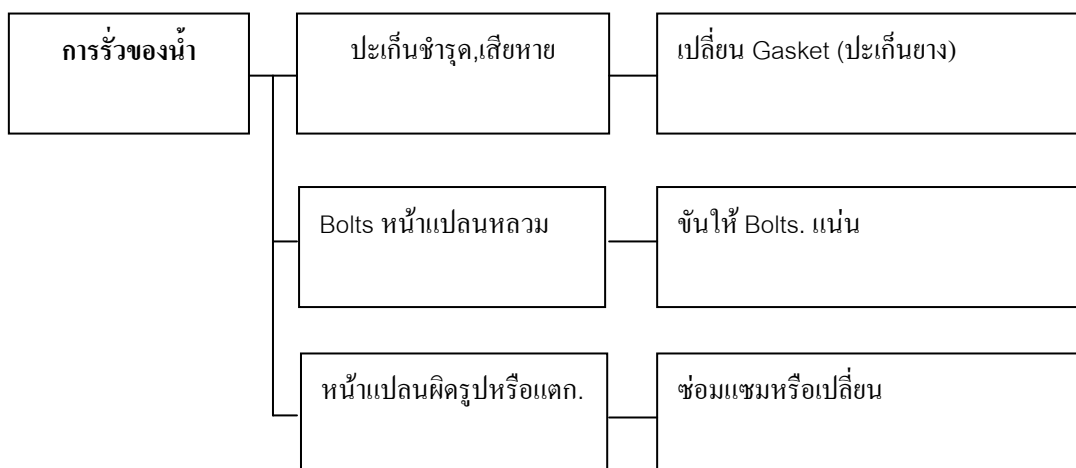 การรั่วของน้ำ
ปะเก็นชำรุด,เสียหาย
เปลี่ยน Gasket (ปะเก็นยาง)
Bolts หน้าแปลนหลวม
ขันให้ Bolts. แน่น
หน้าแปลนผิดรูปหรือแตก.
ซ่อมแซมหรือเปลี่ยน